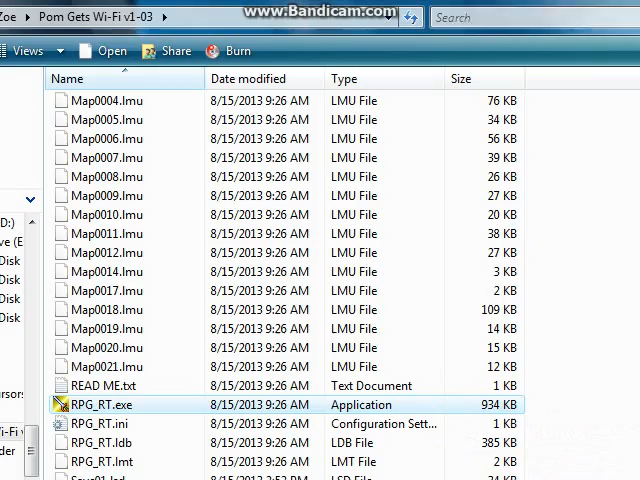 www.Bandicam.com
Zoe Pom Gets Wi-Fi v1-03 Search
Views Open Share Burn
Name Date modified Type Size
Map0004.lmu 8/15/2013 9:26 AM LMU File 76 KB
Map0005.lmu 8/15/2013 9:26 AM LMU File 34 KB
Map0006.lmu 8/15/2013 9:26 AM LMU File 56 KB
Map0007.lmu 8/15/2013 9:26 AM LMU File 39 KB
Map0008.lmu 8/15/2013 9:26 AM LMU File 26 KB
Map0009.lmu 8/15/2013 9:26 AM LMU File 27 KB
Map0010.lmu 8/15/2013 9:26 AM LMU File 20 KB
D:) Map0011.lmu 8/15/2013 9:26 AM LMU File 38 KB
ve (E Map0012.lmu 8/15/2013 9:26 AM LMU File 27 KB
Disk Map0014.lmu 8/15/2013 9:26 AM LMU File 3 KB
Disk Map0017.lmu 8/15/2013 9:26 AM LMU File 2 KB
Disk Map0018.lmu 8/15/2013 9:26 AM LMU File 109 KB
Disk Map0019.lmu 8/15/2013 9:26 AM LMU File 14 KB
Map0020.lmu 8/15/2013 9:26 AM LMU File 15 KB
Map0021.lmu 8/15/2013 9:26 AM LMU File 12 KB
READ ME.txt 8/15/2013 9:26 AM Text Document 1 KB
ursors RPG_RT.exe 8/15/2013 9:26 AM Application 934 KB
RPG_RT.ini 8/15/2013 9:26 AM Configuration Sett... 1 KB
i-Fi v RPG_RT.ldb 8/15/2013 9:26 AM LDB File 385 KB
der RPG_RT.lmt 8/15/2013 9:26 AM LMT File 2 KB